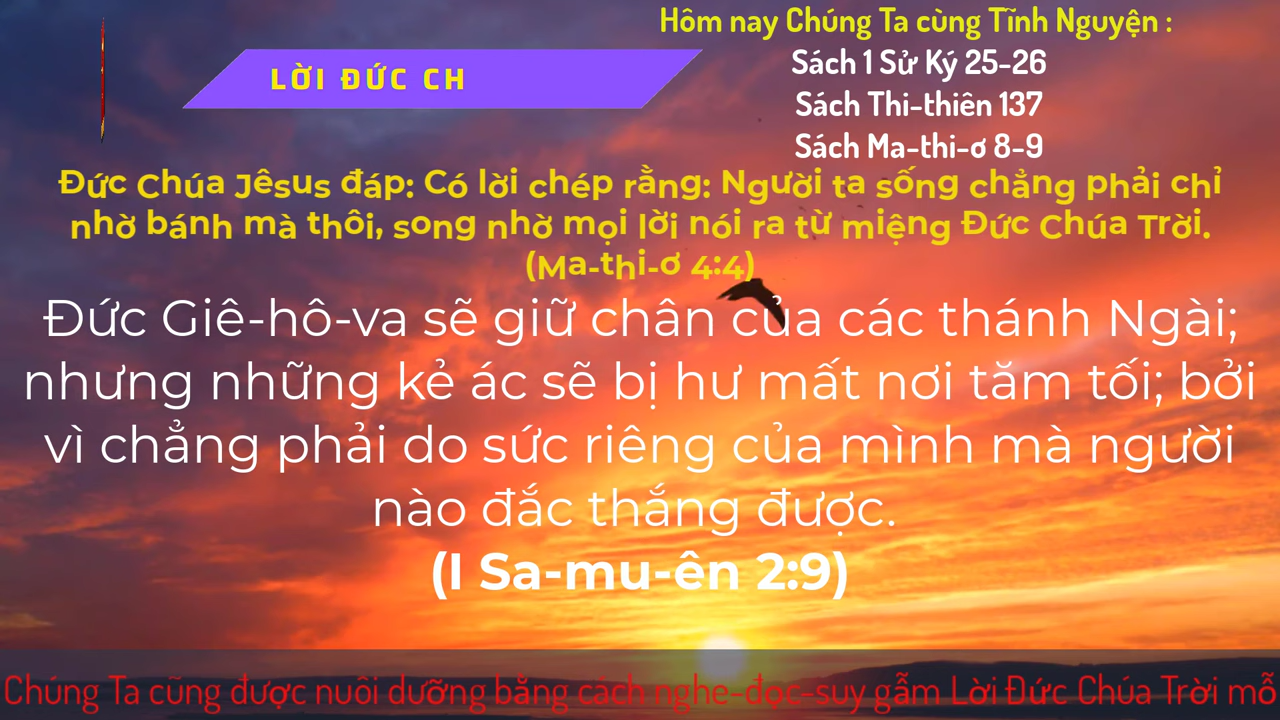 Hôm nay Chúng Ta cùng Tĩnh Nguyện :
LỜI ĐỨC CH
Sách 1 Sử Ký 25-26
Sách Thi-thiên 137
Sách Ma-thi-ơ 8-9
Đức Chúa Jêsus đáp: Có lời chép rằng: Người ta sống chẳng phải chỉ
nhờ bánh mà thôi, song nhờ mọi lời nói ra từ miệng Đức Chúa Trời.
(Ma-thi-ơ 4:4)
Đức Giê-hô-va sẽ giữ chân của các thánh Ngài;
nhưng những kẻ ác sẽ bị hư mất nơi tăm tối; bởi
vì chẳng phải do sức riêng của mình mà người
nào đắc thắng được.
(I Sa-mu-ên 2:9)
Chúng Ta cũng được nuôi dưỡng bằng cách nghe-đọc-suy gẫm Lời Đức Chúa Trời mỗ